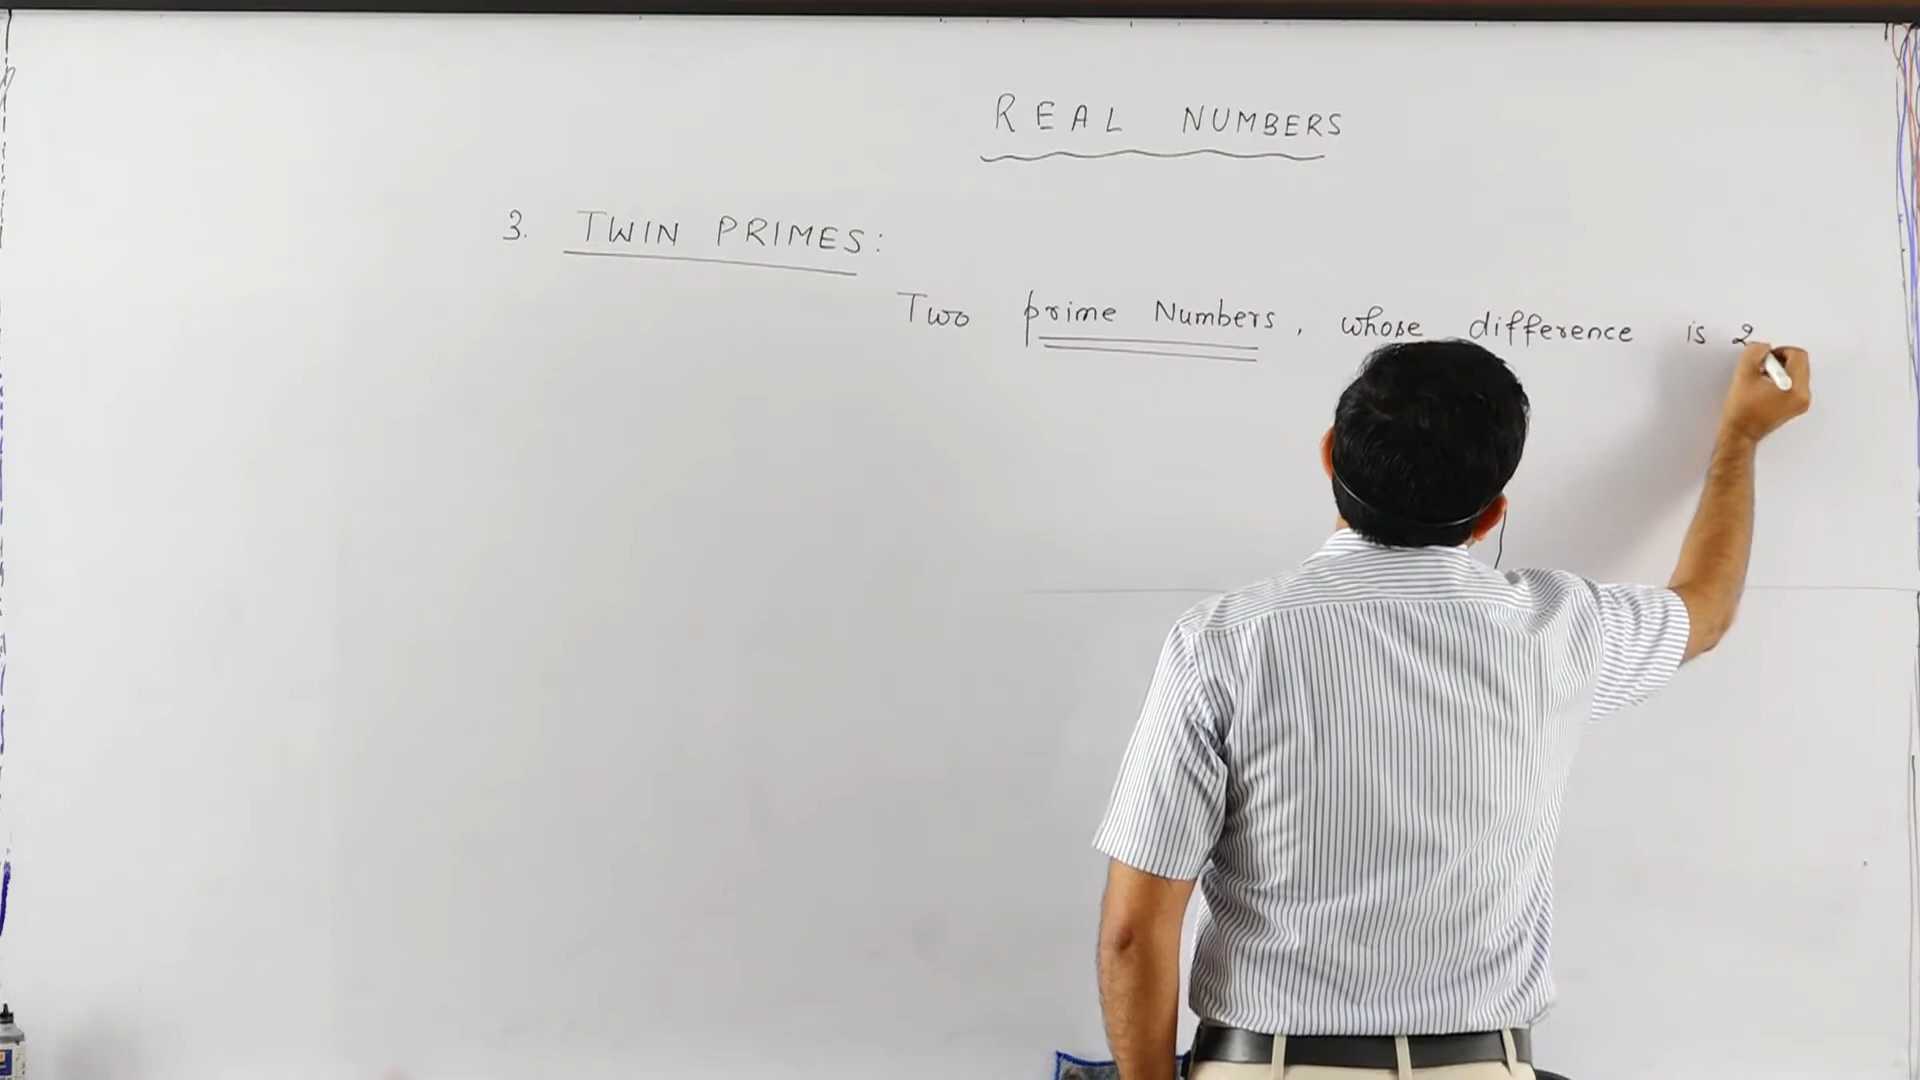 REAL NUMBERS
3. TWIN PRIMES:
Two prime Numbers, whose difference is 2